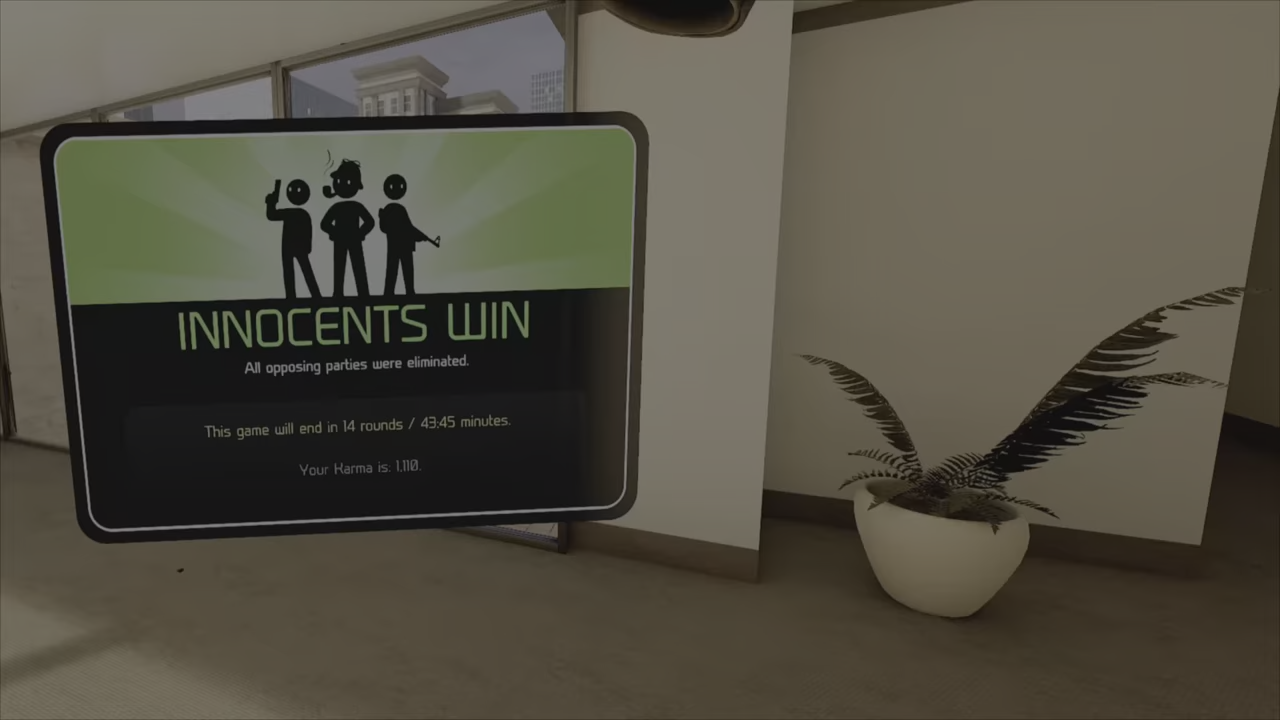 INNOCENTS WIN
All opposing parties were eliminated.
This game will end in 14 rounds / 43:45 minutes.
Your Karma is: 1,110.